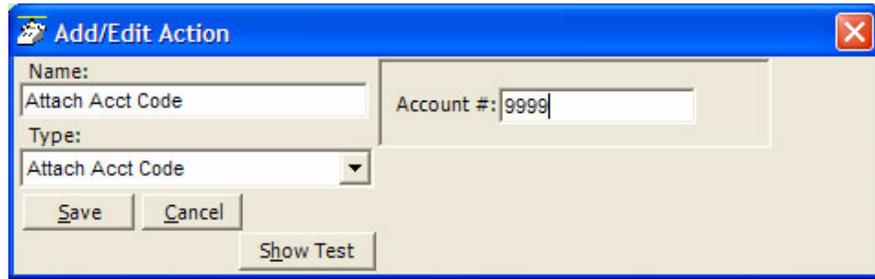 Add/Edit Action
Name:
Attach Acct Code
Account #: 9999
Type:
Attach Acct Code
Save Cancel
Show Test